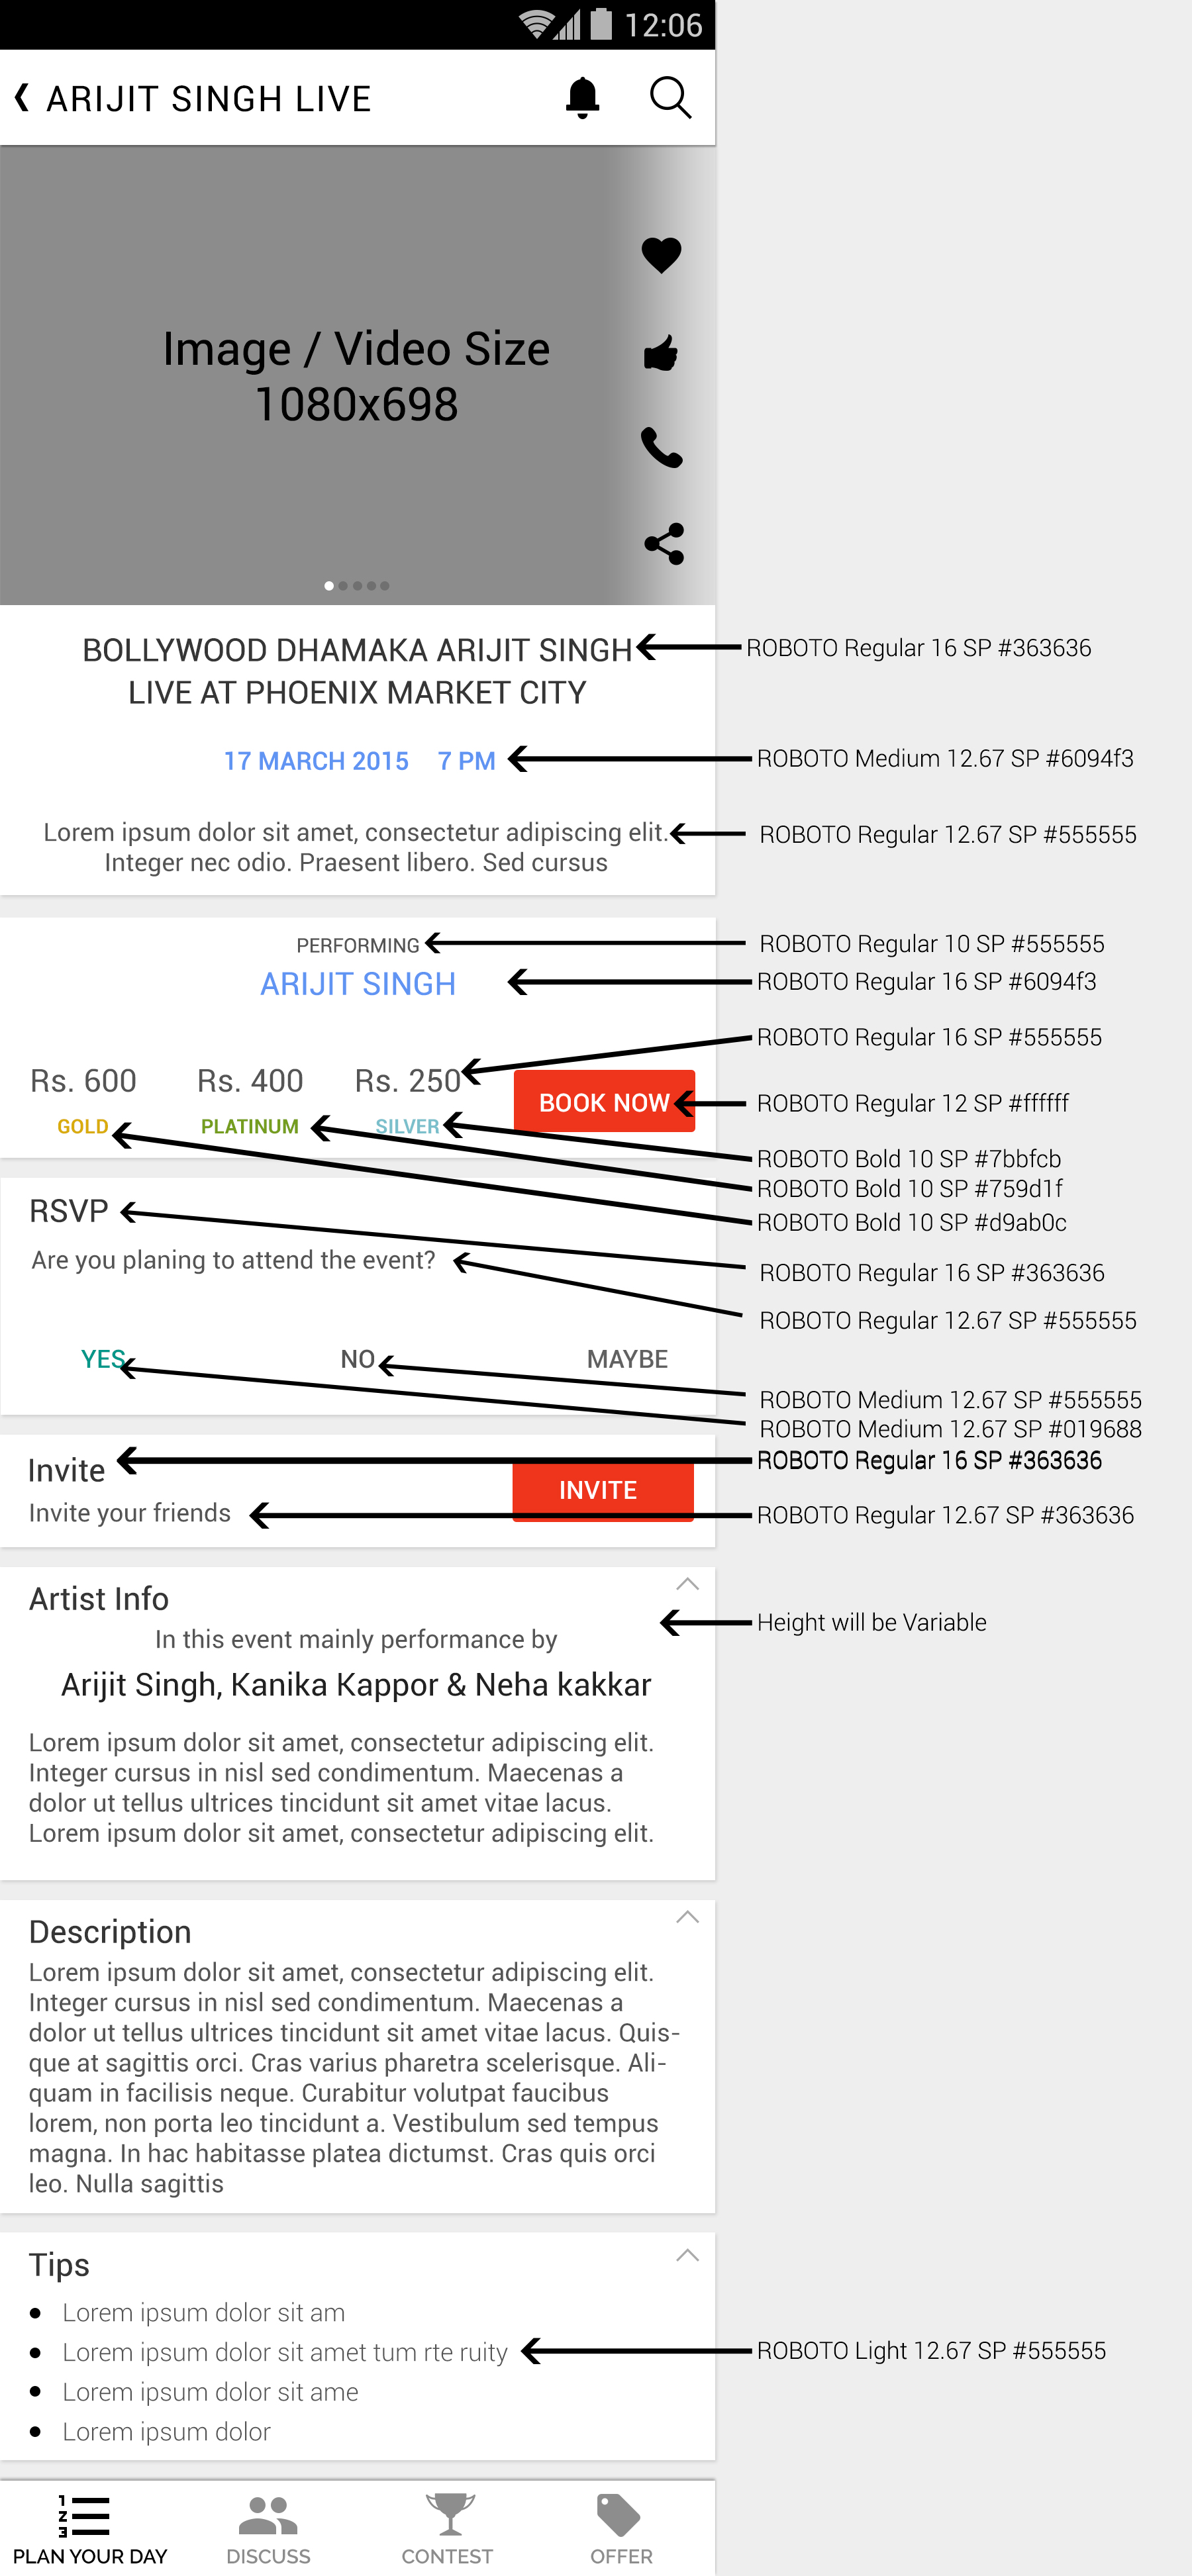 12:06
ARIJIT SINGH LIVE
Image / Video Size
1080x698
BOLLYWOOD DHAMAKA ARIJIT SINGH
ROBOTO Regular 16 SP #363636
LIVE AT PHOENIX MARKET CITY
17 MARCH 2015 7 PM
ROBOTO Medium 12.67 SP #6094f3
Lorem ipsum dolor sit amet, consectetur adipiscing elit.
ROBOTO Regular 12.67 SP #555555
Integer nec odio. Praesent libero. Sed cursus
PERFORMING
ROBOTO Regular 10 SP #555555
ARIJIT SINGH
ROBOTO Regular 16 SP #6094f3
ROBOTO Regular 16 SP #555555
Rs. 600
Rs. 400
Rs. 250
BOOK NOW
ROBOTO Regular 12 SP #ffffff
GOLD
PLATINUM
SILVER
ROBOTO Bold 10 SP #7bbfcb
ROBOTO Bold 10 SP #759d1f
ROBOTO Bold 10 SP #d9ab0c
RSVP
ROBOTO Regular 16 SP #363636
Are you planing to attend the event?
ROBOTO Regular 12.67 SP #555555
YES
NO
MAYBE
ROBOTO Medium 12.67 SP #555555
ROBOTO Medium 12.67 SP #019688
Invite
ROBOTO Regular 16 SP #363636
INVITE
Invite your friends
ROBOTO Regular 12.67 SP #363636
Artist Info
Height will be Variable
In this event mainly performance by
Arijit Singh, Kanika Kappor & Neha kakkar
Lorem ipsum dolor sit amet, consectetur adipiscing elit.
Integer cursus in nisl sed condimentum. Maecenas a
dolor ut tellus ultrices tincidunt sit amet vitae lacus.
Lorem ipsum dolor sit amet, consectetur adipiscing elit.
Description
Lorem ipsum dolor sit amet, consectetur adipiscing elit.
Integer cursus in nisl sed condimentum. Maecenas a
dolor ut tellus ultrices tincidunt sit amet vitae lacus. Quis-
que at sagittis orci. Cras varius pharetra scelerisque. Ali-
quam in facilisis neque. Curabitur volutpat faucibus
lorem, non porta leo tincidunt a. Vestibulum sed tempus
magna. In hac habitasse platea dictumst. Cras quis orci
leo. Nulla sagittis
Tips
• Lorem ipsum dolor sit am
• Lorem ipsum dolor sit amet tum rte ruity
ROBOTO Light 12.67 SP #555555
• Lorem ipsum dolor sit ame
• Lorem ipsum dolor
1
2
3
PLAN YOUR DAY
DISCUSS
CONTEST
OFFER